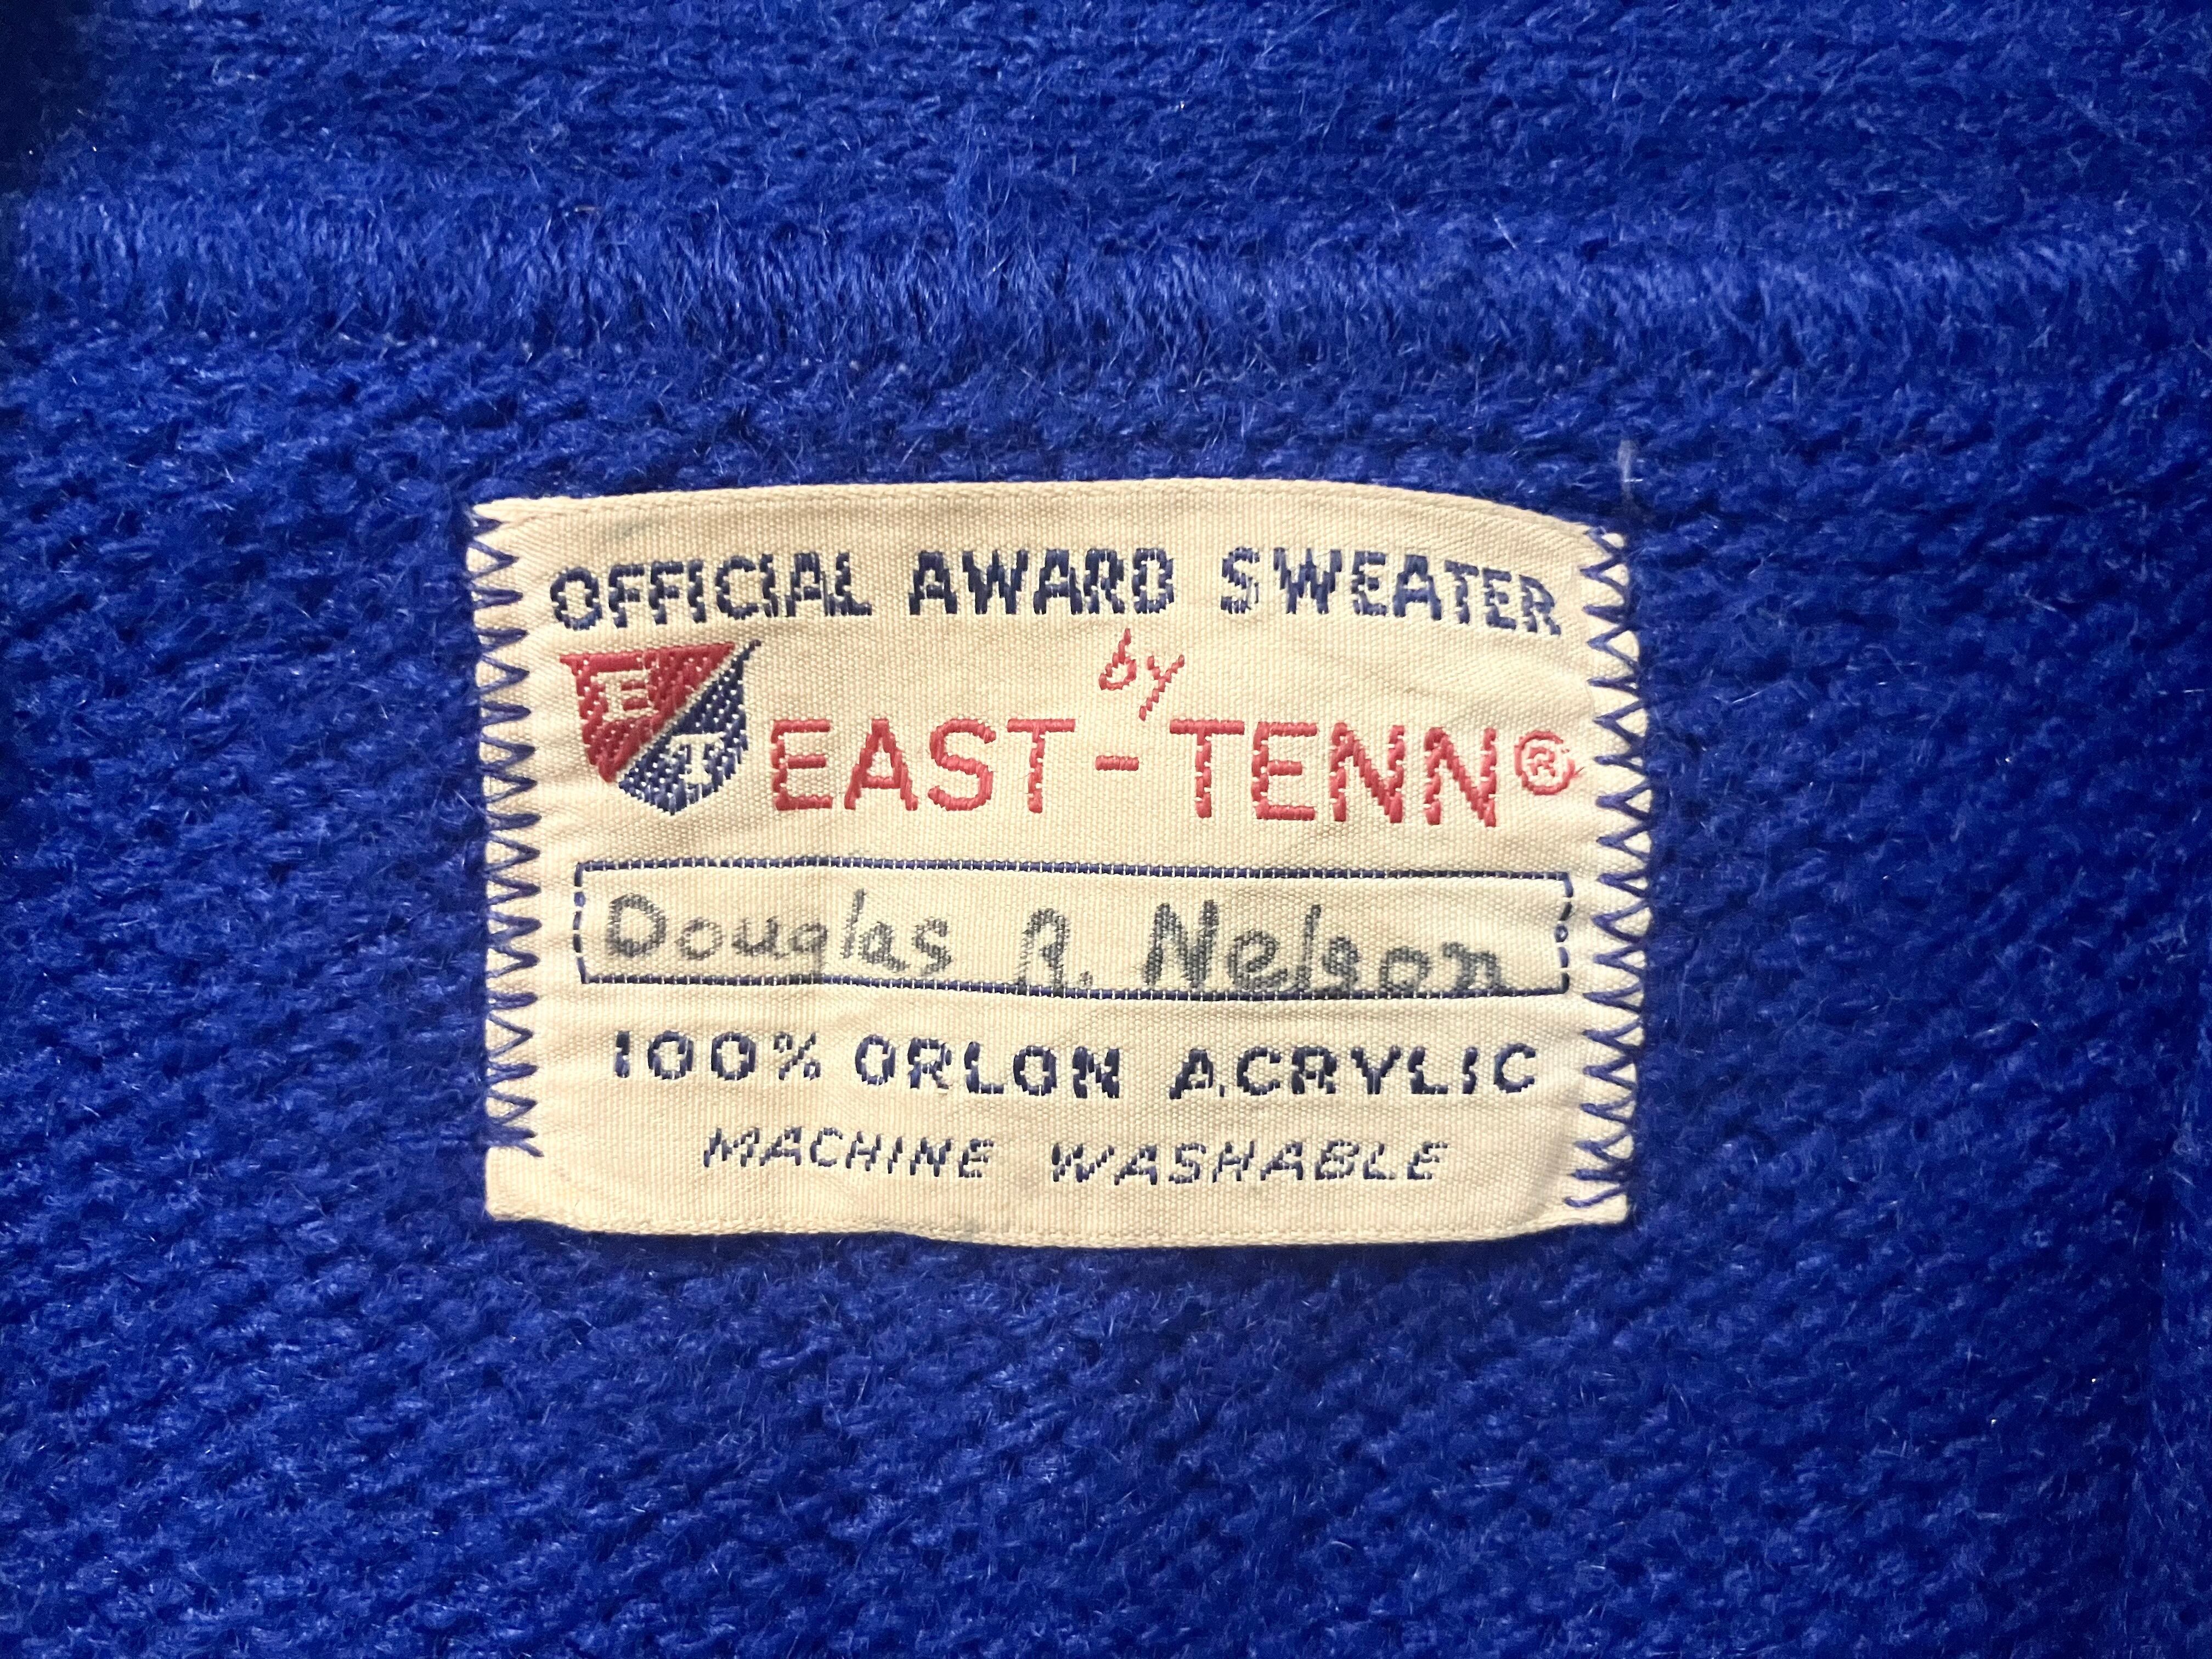 OFFICIAL AWARD SWEATER
by
E
T
EAST-TENN®
Douglas R. Nelson
100% ORLON ACRYLIC
MACHINE WASHABLE